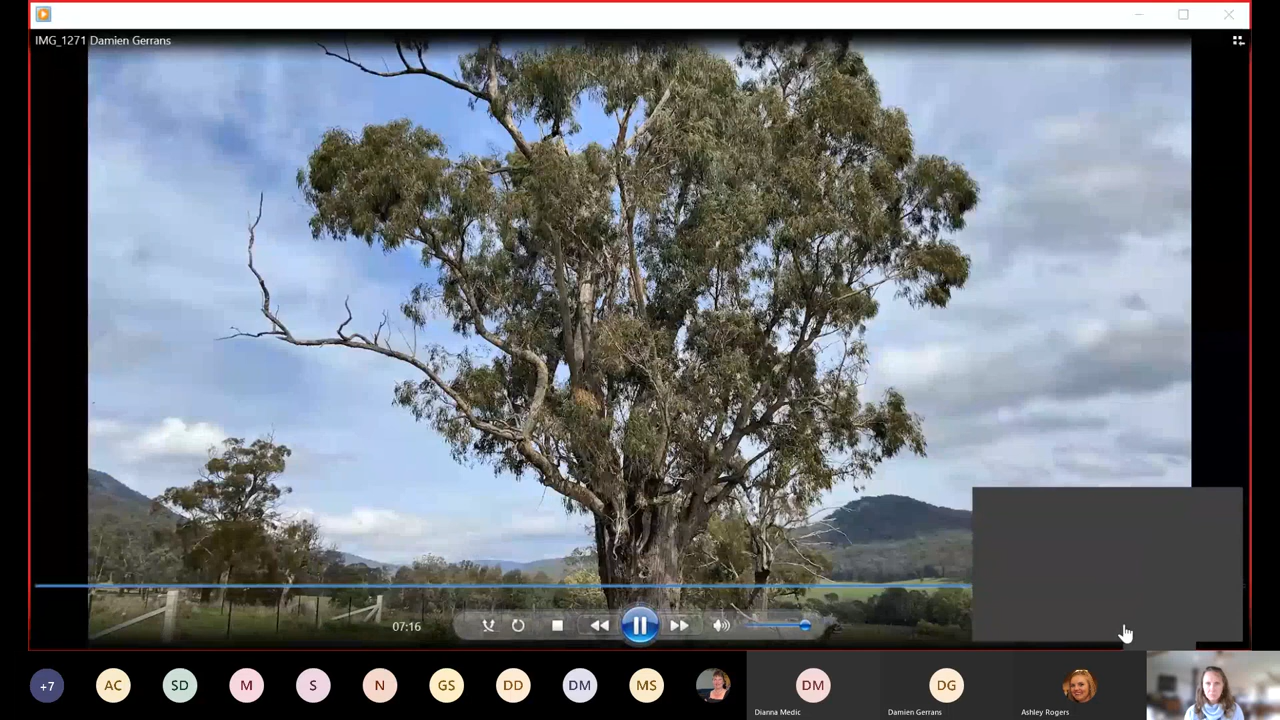 IMG_1271 Damien Gerrans
07:16
+7
AC
SD
M
S
N
GS
DD
DM
MS
DM
DG
Dianna Medic
Damien Gerrans
Ashley Rogers